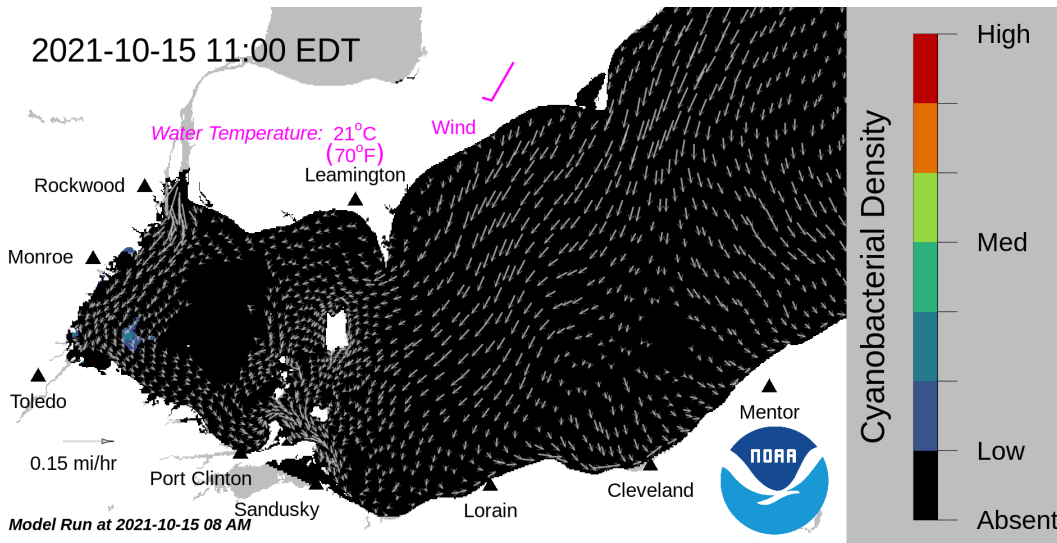 2021-10-15 11:00 EDT
High
Wind
Water Temperature: 21°C
(70°F)
Leamington
Rockwood
Cyanobacterial Density
Med
Monroe
Toledo
Mentor
0.15 mi/hr
NOAA
Low
Port Clinton
Cleveland
Sandusky
Lorain
Model Run at 2021-10-15 08 AM
Absent